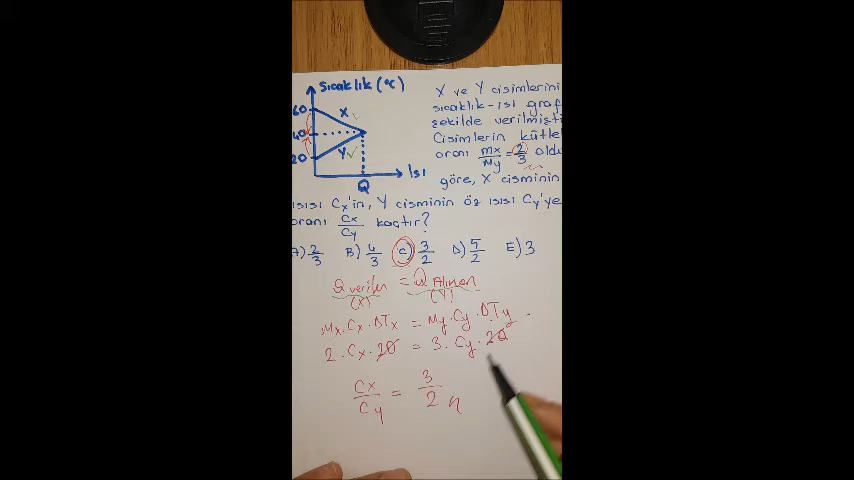 Sıcaklık (°C)
60
X
40
Y
20
Isı
Q
X ve Y cisimlerini
sıcaklık-ısı graf
şekilde verilmişti
Cisimlerin kütlel
oranı mx/My = 2/3 oldu
göre, X cisminin
ısısı Cx'in, Y cisminin öz ısısı Cy'ye
oranı Cx/Cy kaçtır?
A) 2/3 B) 4/3 C) 3/2 D) 5/2 E) 3
Q verilen = Q Alınan
(X) (Y)
Mx.Cx.DTx = My.Cy.DTy
2.Cx.20 = 3.Cy.20
Cx/Cy = 3/2